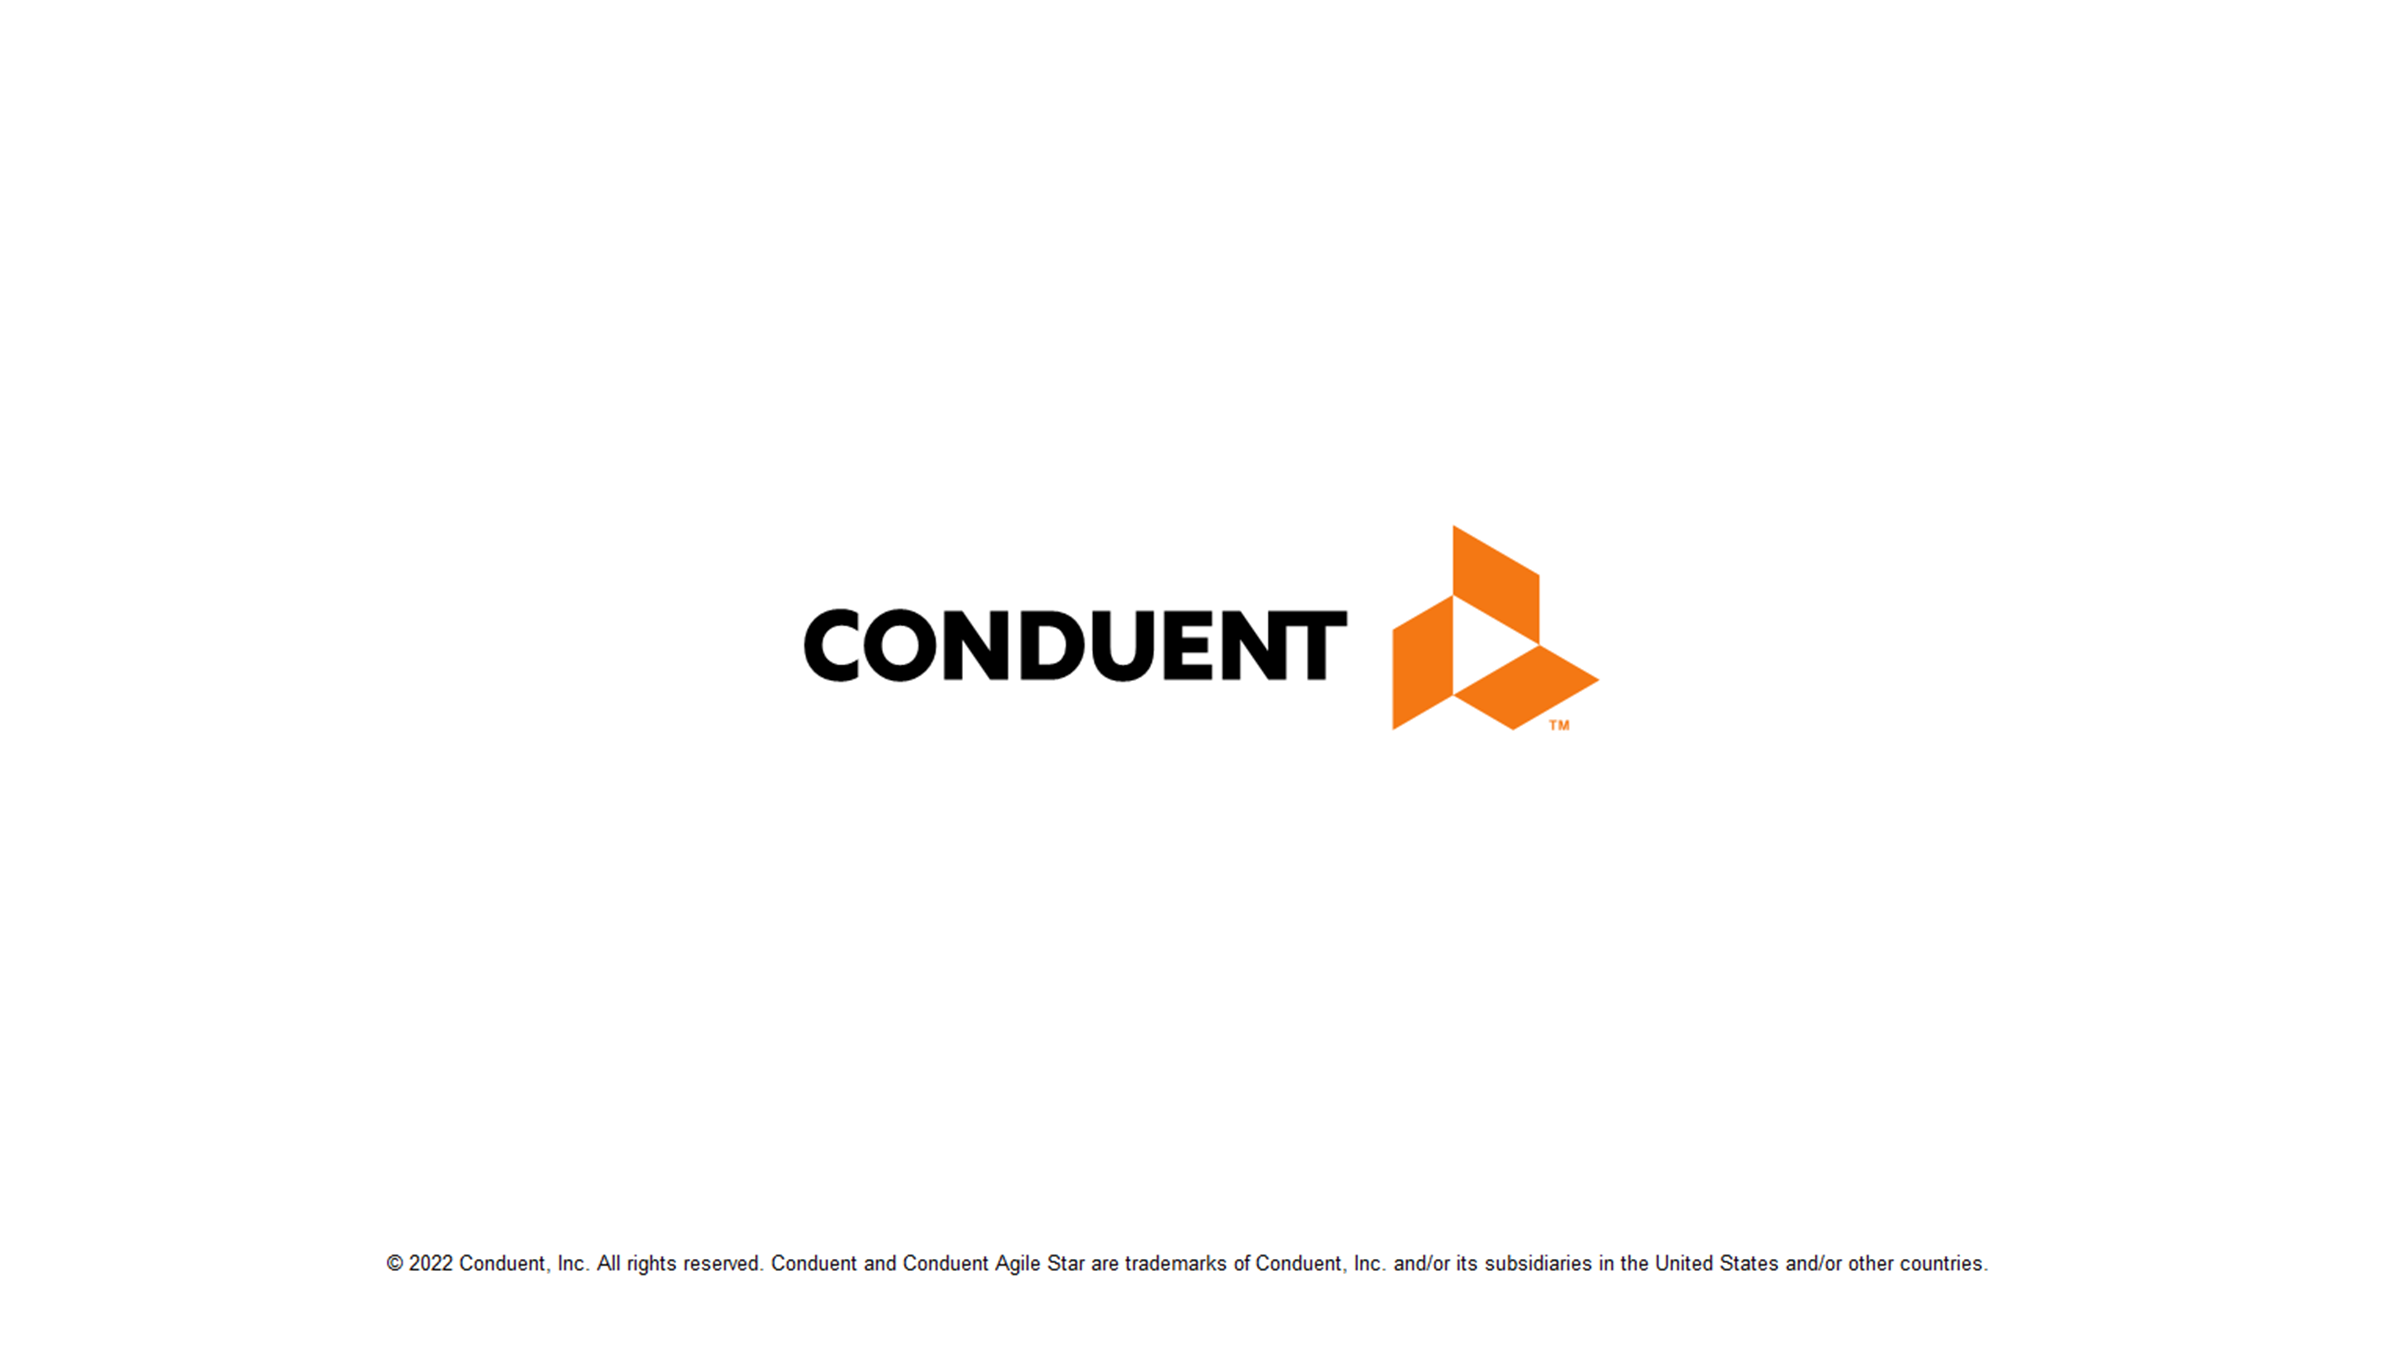 CONDUENT
TM
© 2022 Conduent, Inc. All rights reserved. Conduent and Conduent Agile Star are trademarks of Conduent, Inc. and/or its subsidiaries in the United States and/or other countries.